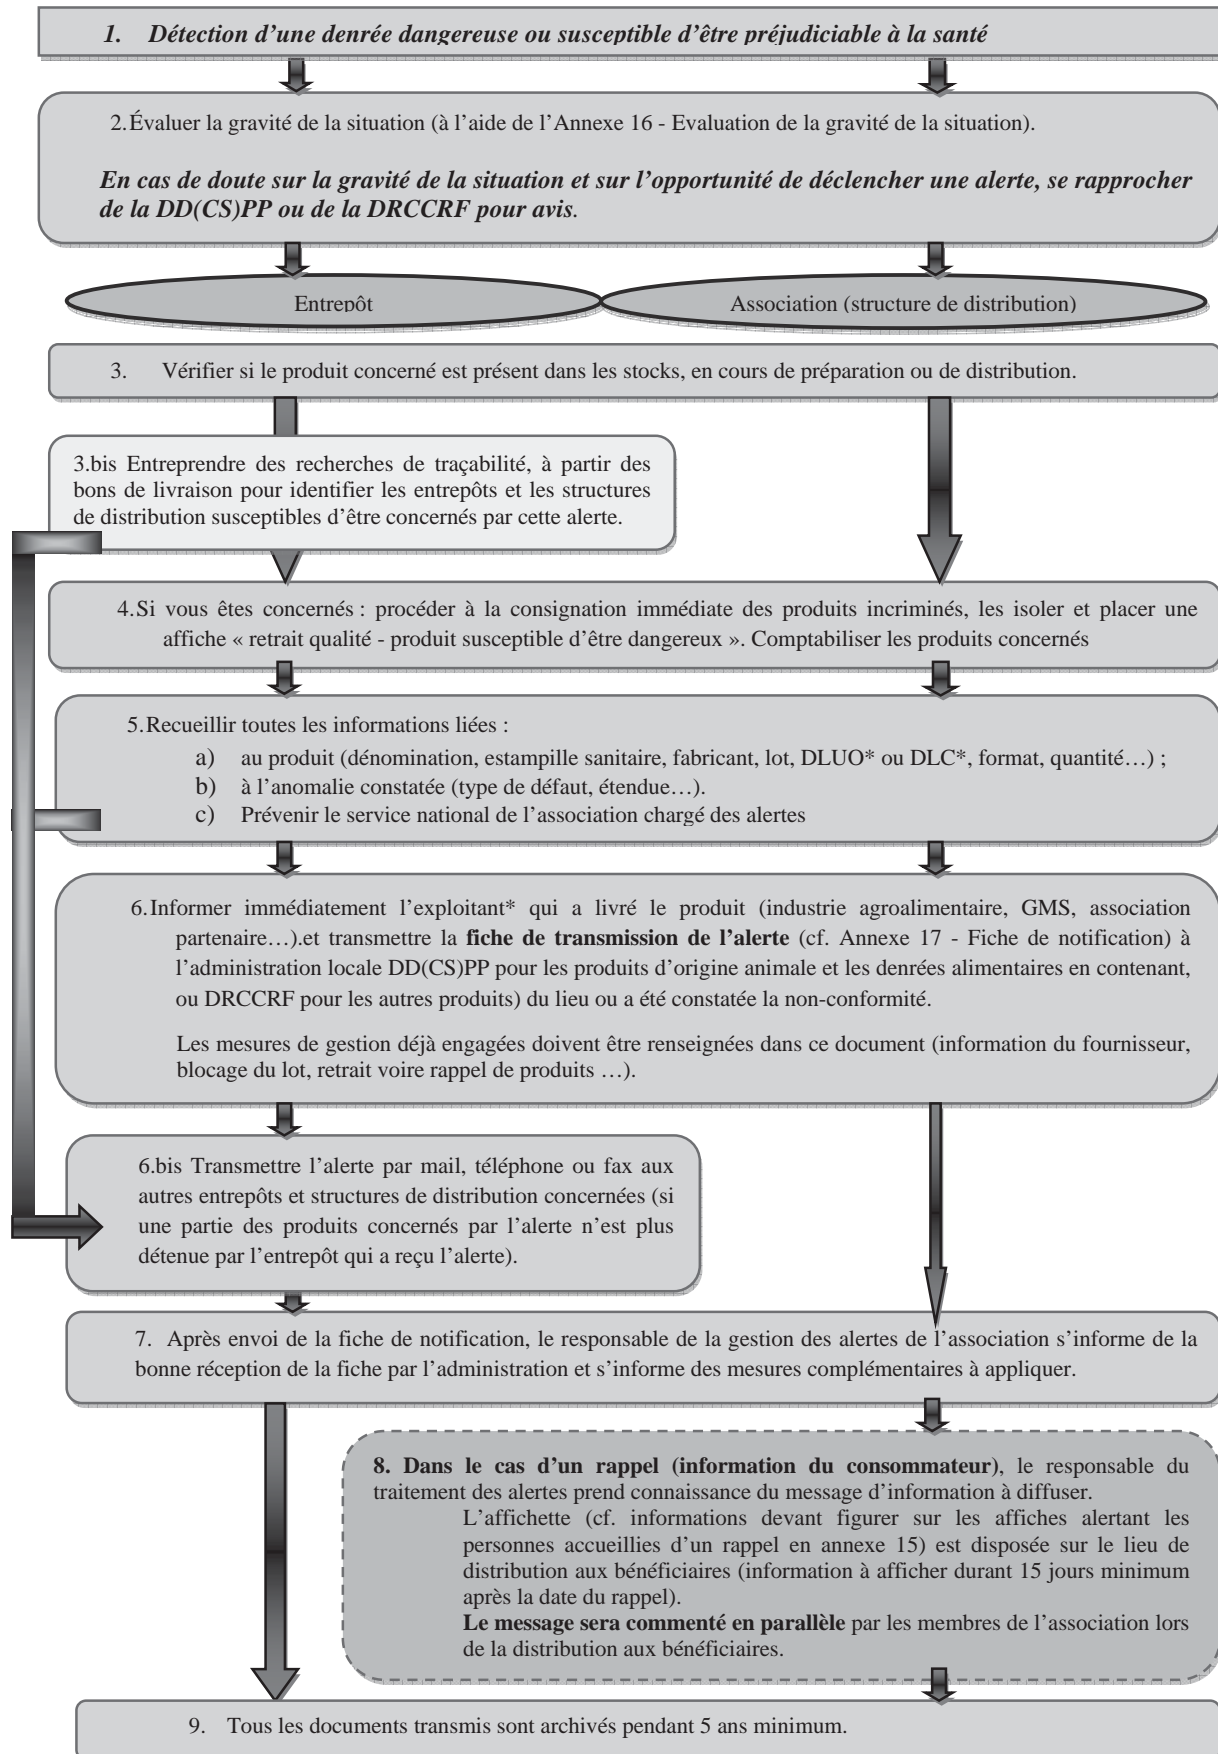 1. Détection d’une denrée dangereuse ou susceptible d’être préjudiciable à la santé
2.Évaluer la gravité de la situation (à l’aide de l’Annexe 16 - Evaluation de la gravité de la situation).
En cas de doute sur la gravité de la situation et sur l’opportunité de déclencher une alerte, se rapprocher
de la DD(CS)PP ou de la DRCCRF pour avis.
Entrepôt
Association (structure de distribution)
3. Vérifier si le produit concerné est présent dans les stocks, en cours de préparation ou de distribution.
3.bis Entreprendre des recherches de traçabilité, à partir des
bons de livraison pour identifier les entrepôts et les structures
de distribution susceptibles d’être concernés par cette alerte.
4.Si vous êtes concernés : procéder à la consignation immédiate des produits incriminés, les isoler et placer une
affiche « retrait qualité - produit susceptible d’être dangereux ». Comptabiliser les produits concernés
5.Recueillir toutes les informations liées :
a) au produit (dénomination, estampille sanitaire, fabricant, lot, DLUO* ou DLC*, format, quantité…) ;
b) à l’anomalie constatée (type de défaut, étendue…).
c) Prévenir le service national de l’association chargé des alertes
6.Informer immédiatement l’exploitant* qui a livré le produit (industrie agroalimentaire, GMS, association
partenaire…).et transmettre la fiche de transmission de l’alerte (cf. Annexe 17 - Fiche de notification) à
l’administration locale DD(CS)PP pour les produits d’origine animale et les denrées alimentaires en contenant,
ou DRCCRF pour les autres produits) du lieu ou a été constatée la non-conformité.
Les mesures de gestion déjà engagées doivent être renseignées dans ce document (information du fournisseur,
blocage du lot, retrait voire rappel de produits …).
6.bis Transmettre l’alerte par mail, téléphone ou fax aux
autres entrepôts et structures de distribution concernées (si
une partie des produits concernés par l’alerte n’est plus
détenue par l’entrepôt qui a reçu l’alerte).
7. Après envoi de la fiche de notification, le responsable de la gestion des alertes de l’association s’informe de la
bonne réception de la fiche par l’administration et s’informe des mesures complémentaires à appliquer.
8. Dans le cas d’un rappel (information du consommateur), le responsable du
traitement des alertes prend connaissance du message d’information à diffuser.
L’affichette (cf. informations devant figurer sur les affiches alertant les
personnes accueillies d’un rappel en annexe 15) est disposée sur le lieu de
distribution aux bénéficiaires (information à afficher durant 15 jours minimum
après la date du rappel).
Le message sera commenté en parallèle par les membres de l’association lors
de la distribution aux bénéficiaires.
9. Tous les documents transmis sont archivés pendant 5 ans minimum.